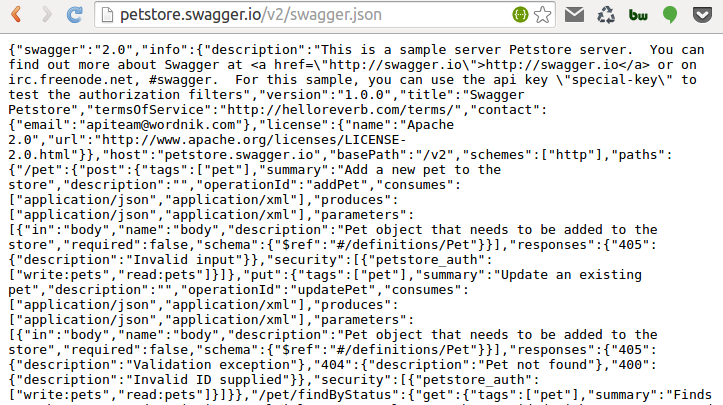 petstore.swagger.io/v2/swagger.json
bw
{"swagger":"2.0","info":{"description":"This is a sample server Petstore server.  You can
find out more about Swagger at <a href=\"http://swagger.io\">http://swagger.io</a> or on
irc.freenode.net, #swagger.  For this sample, you can use the api key \"special-key\" to
test the authorization filters","version":"1.0.0","title":"Swagger
Petstore","termsOfService":"http://helloreverb.com/terms/","contact":
{"email":"apiteam@wordnik.com"},"license":{"name":"Apache
2.0","url":"http://www.apache.org/licenses/LICENSE-
2.0.html"}},"host":"petstore.swagger.io","basePath":"/v2","schemes":["http"],"paths":
{"/pet":{"post":{"tags":["pet"],"summary":"Add a new pet to the
store","description":"","operationId":"addPet","consumes":
["application/json","application/xml"],"produces":
["application/json","application/xml"],"parameters":
[{"in":"body","name":"body","description":"Pet object that needs to be added to the
store","required":false,"schema":{"$ref":"#/definitions/Pet"}}],"responses":{"405":
{"description":"Invalid input"}},"security":[{"petstore_auth":
["write:pets","read:pets"]}]},"put":{"tags":["pet"],"summary":"Update an existing
pet","description":"","operationId":"updatePet","consumes":
["application/json","application/xml"],"produces":
["application/json","application/xml"],"parameters":
[{"in":"body","name":"body","description":"Pet object that needs to be added to the
store","required":false,"schema":{"$ref":"#/definitions/Pet"}}],"responses":{"405":
{"description":"Validation exception"},"404":{"description":"Pet not found"},"400":
{"description":"Invalid ID supplied"}},"security":[{"petstore_auth":
["write:pets","read:pets"]}]}},"/pet/findByStatus":{"get":{"tags":["pet"],"summary":"Finds